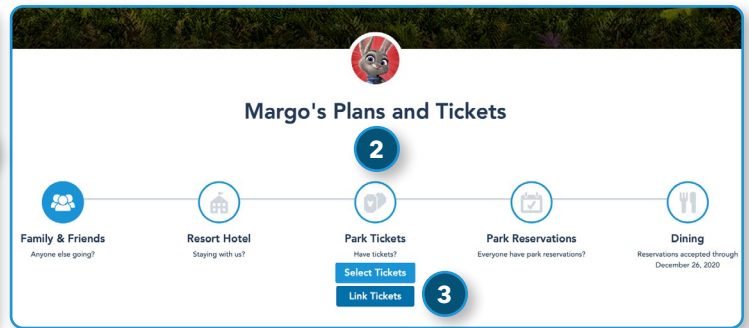 Margo's Plans and Tickets
2
Family & Friends
Anyone else going?
Resort Hotel
Staying with us?
Park Tickets
Have tickets?
Select Tickets
Link Tickets
3
Park Reservations
Everyone have park reservations?
Dining
Reservations accepted through
December 26, 2020